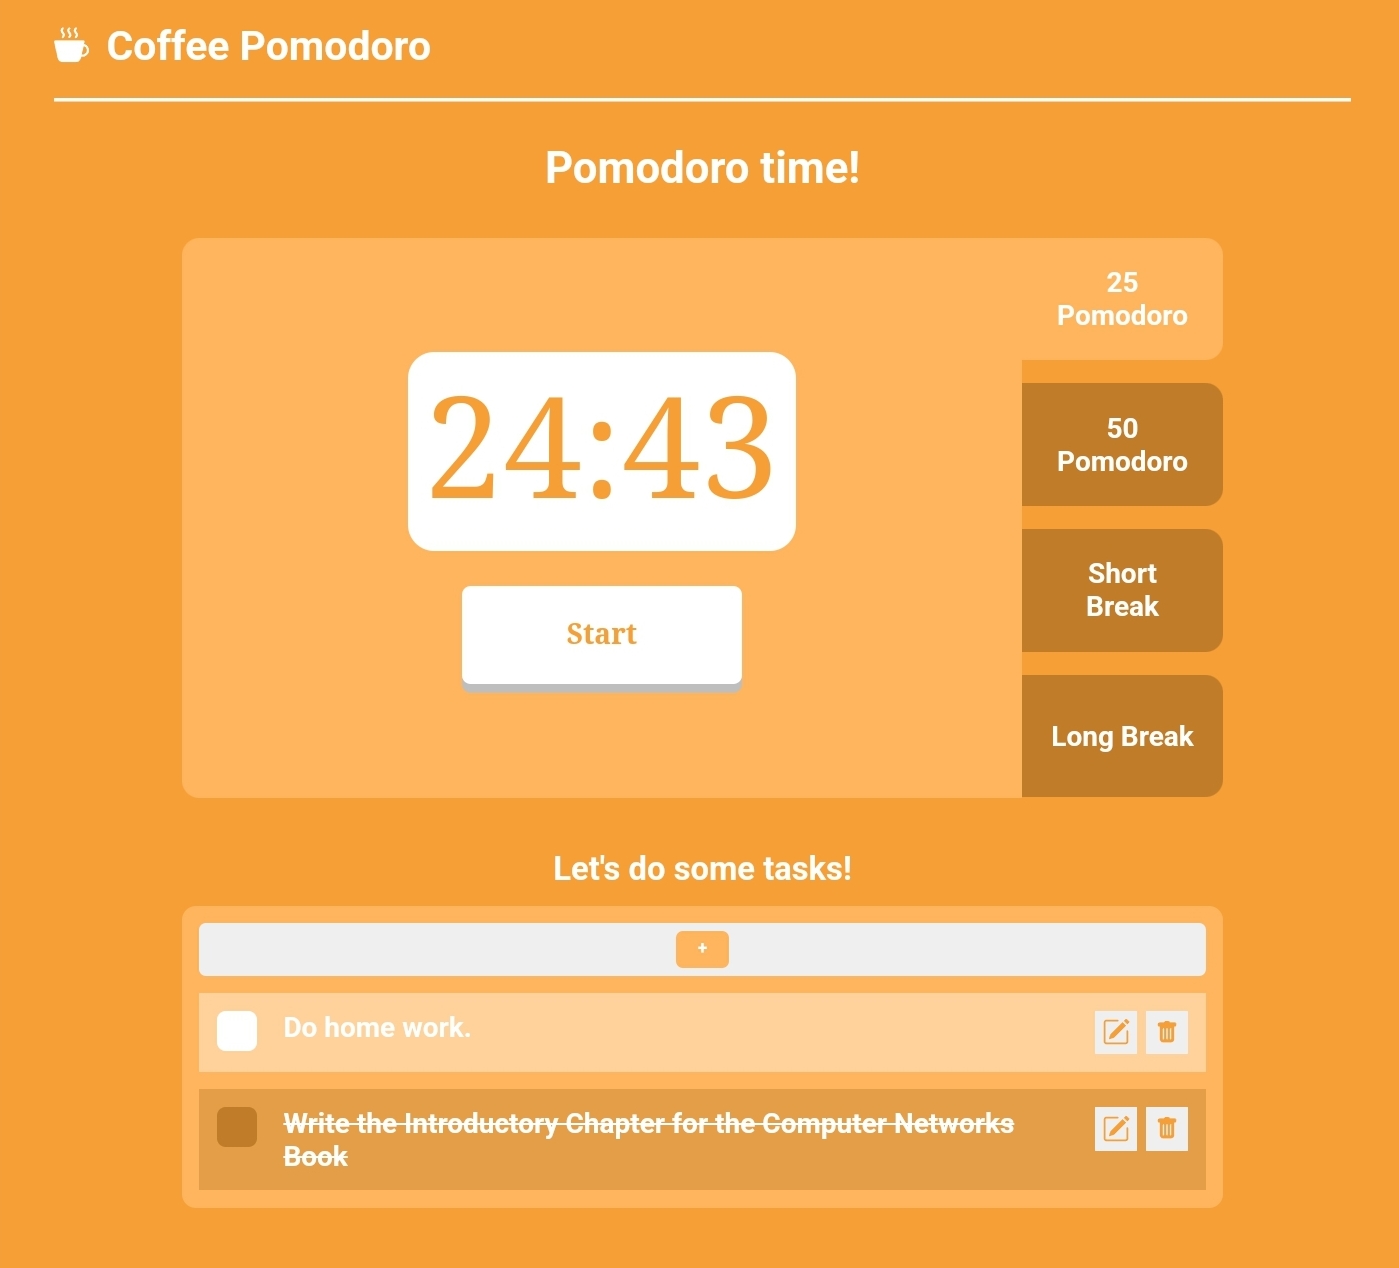 Coffee Pomodoro
Pomodoro time!
25
Pomodoro
24:43
50
Pomodoro
Short
Break
Start
Long Break
Let's do some tasks!
+
Do home work.
Write the Introductory Chapter for the Computer Networks
Book